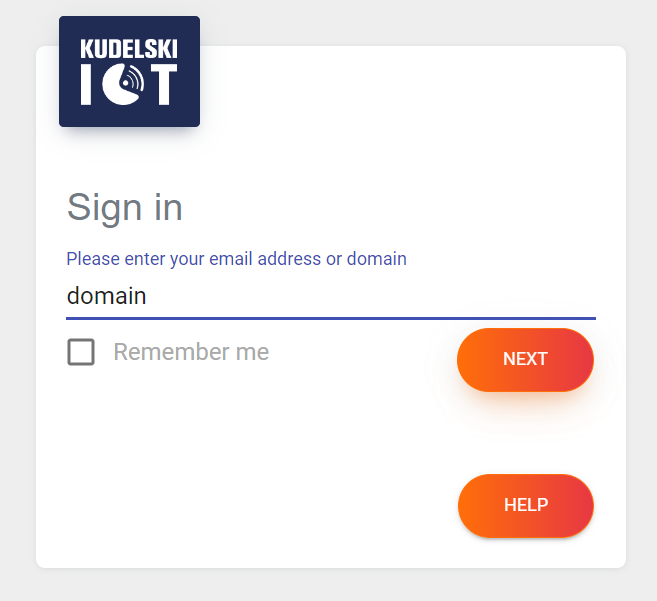 KUDELSKI
IOT
Sign in
Please enter your email address or domain
domain
Remember me
NEXT
HELP